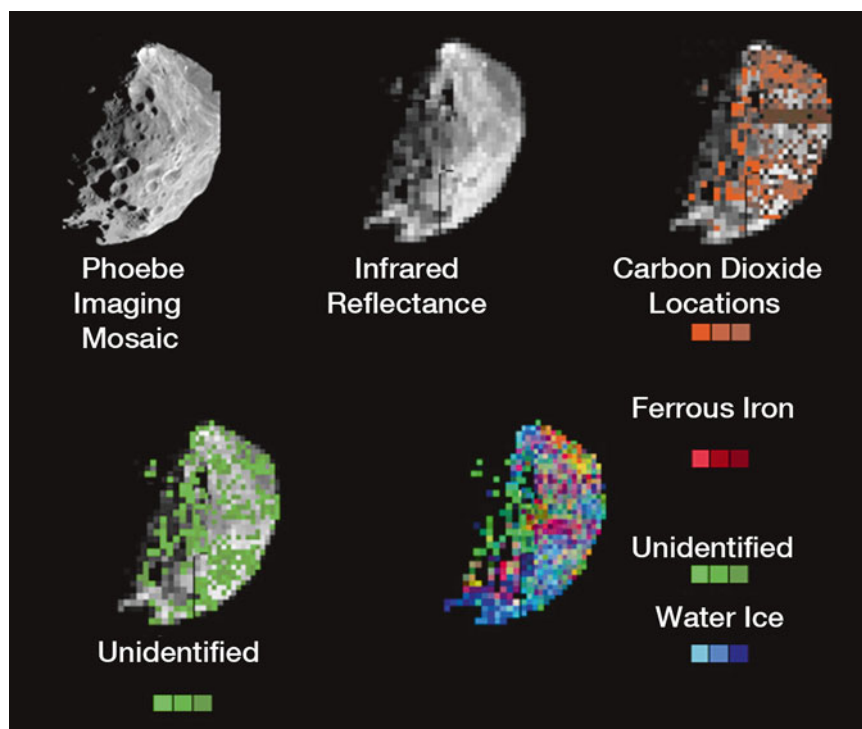 Phoebe
Imaging
Mosaic
Infrared
Reflectance
Carbon Dioxide
Locations
Ferrous Iron
Unidentified
Water Ice
Unidentified